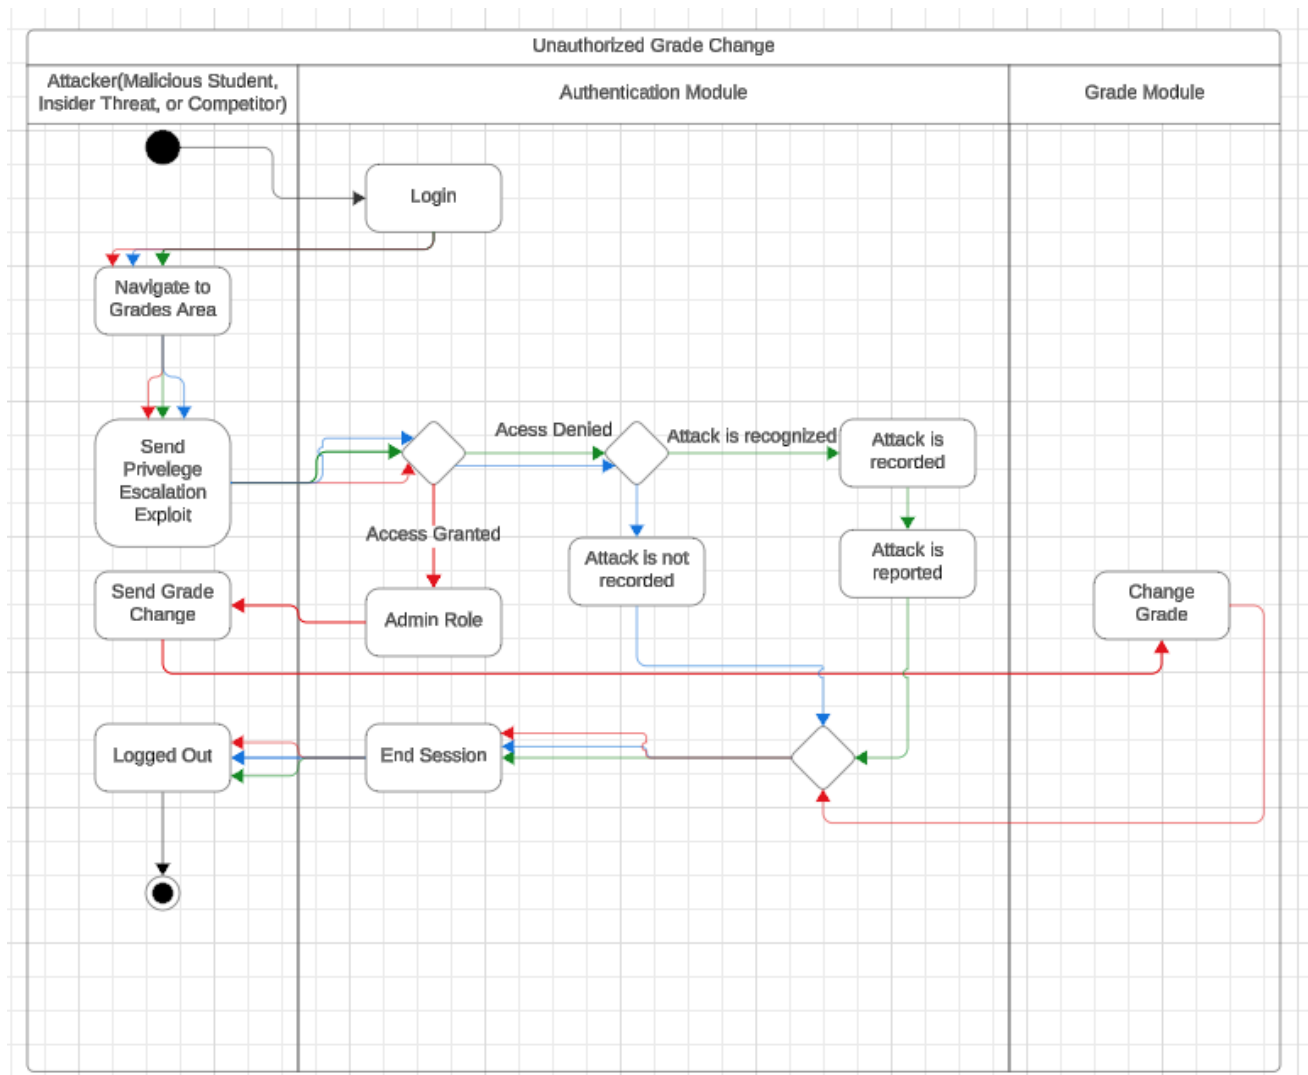 Unauthorized Grade Change
Attacker(Malicious Student,
Insider Threat, or Competitor)
Authentication Module
Grade Module
Login
Navigate to
Grades Area
Send
Privelege
Escalation
Exploit
Acess Denied
Attack is recognized
Attack is
recorded
Access Granted
Attack is not
recorded
Attack is
reported
Send Grade
Change
Admin Role
Change
Grade
Logged Out
End Session